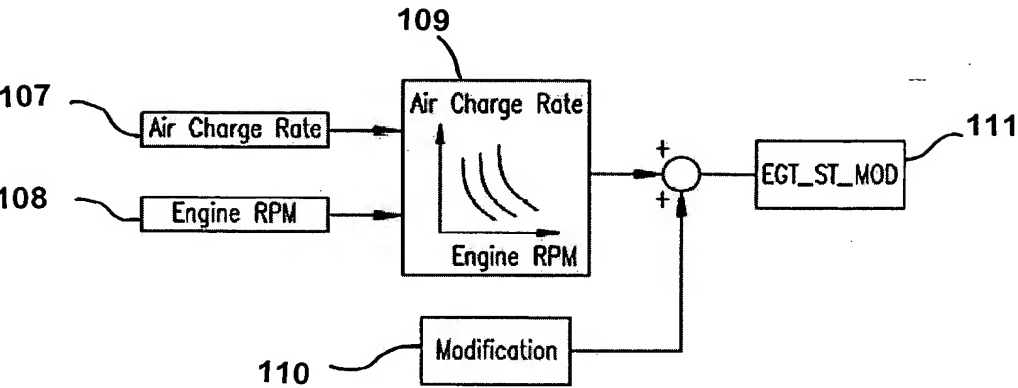 109
107
Air Charge Rate
Air Charge Rate
108
Engine RPM
Engine RPM
+
+
EGT_ST_MOD
111
Modification
110